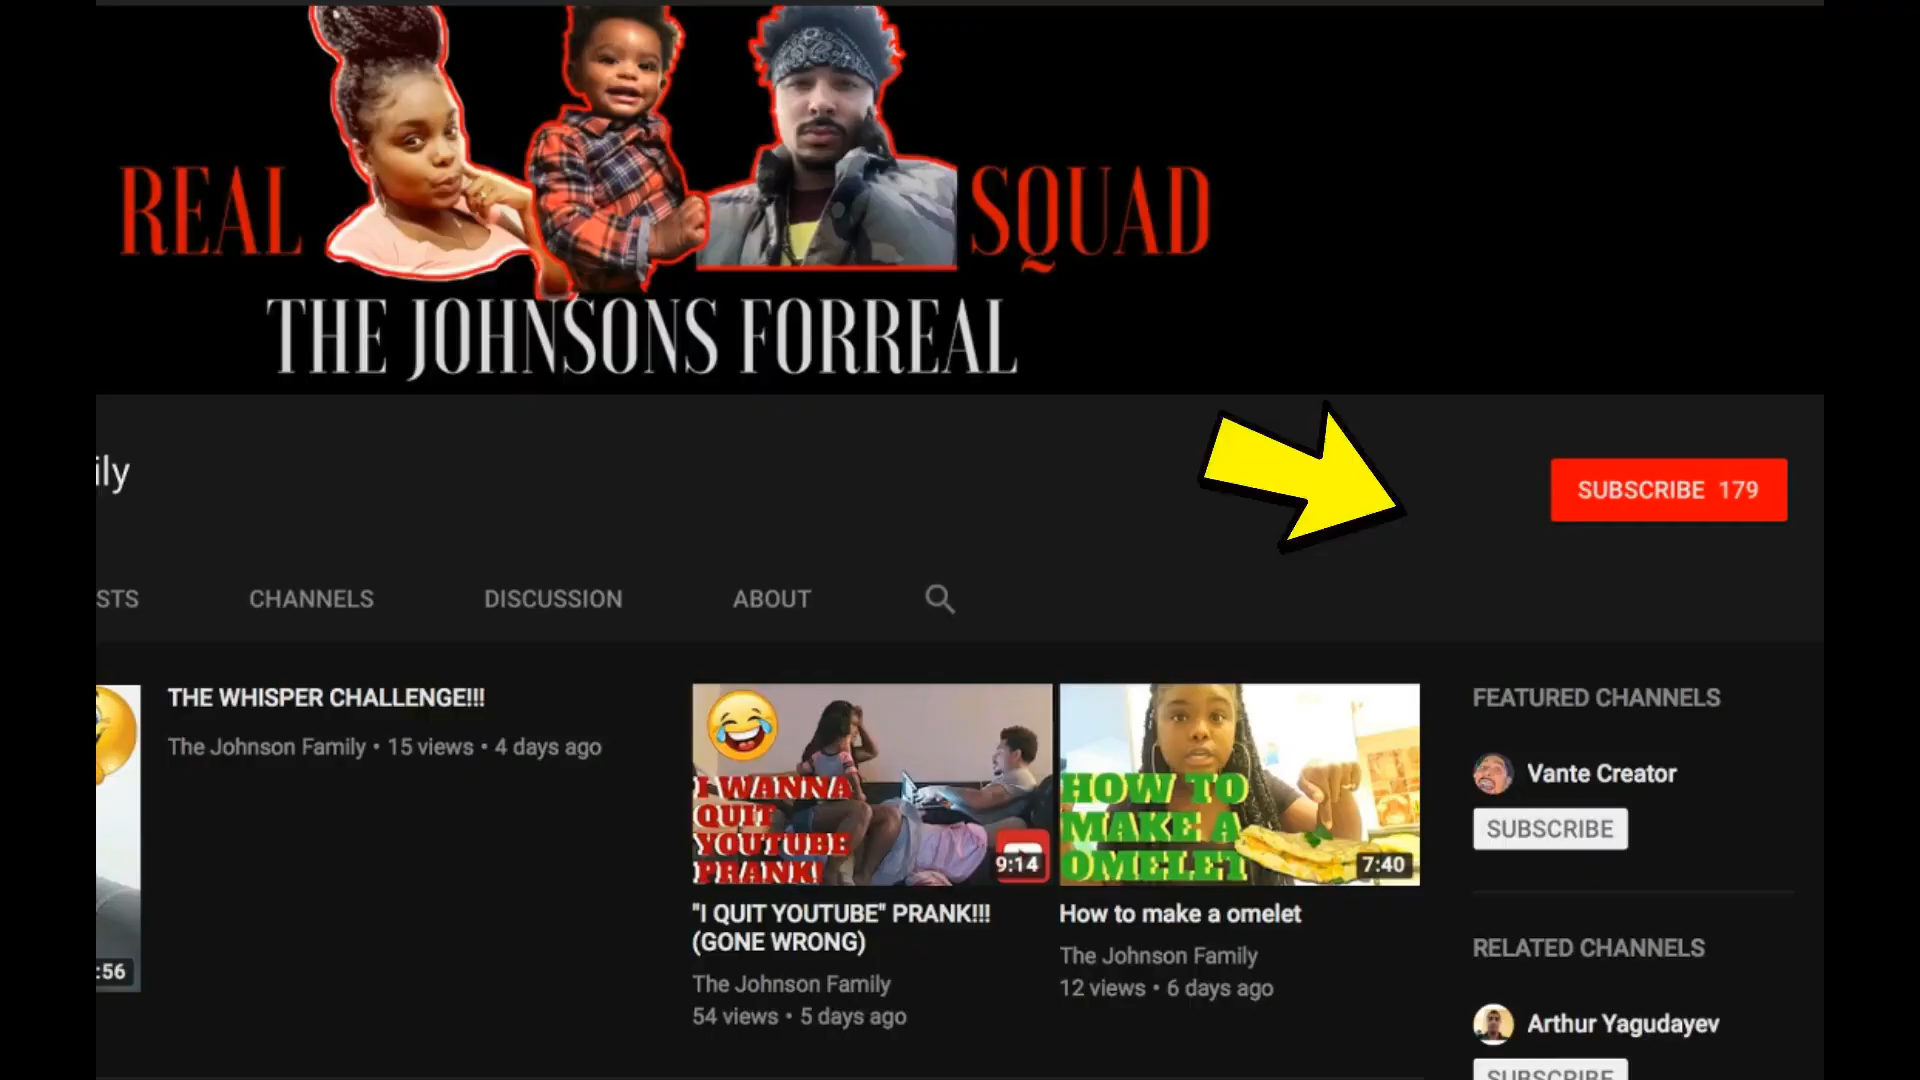 REAL SQUAD
THE JOHNSONS FORREAL
ily
SUBSCRIBE 179
STS CHANNELS DISCUSSION ABOUT
THE WHISPER CHALLENGE!!!
The Johnson Family • 15 views • 4 days ago
:56
I WANNA
QUIT
YOUTUBE
PRANK!
9:14
"I QUIT YOUTUBE" PRANK!!!
(GONE WRONG)
The Johnson Family
54 views • 5 days ago
HOW TO
MAKE A
OMELET
7:40
How to make a omelet
The Johnson Family
12 views • 6 days ago
FEATURED CHANNELS
Vante Creator
SUBSCRIBE
RELATED CHANNELS
Arthur Yagudayev
SUBSCRIBE